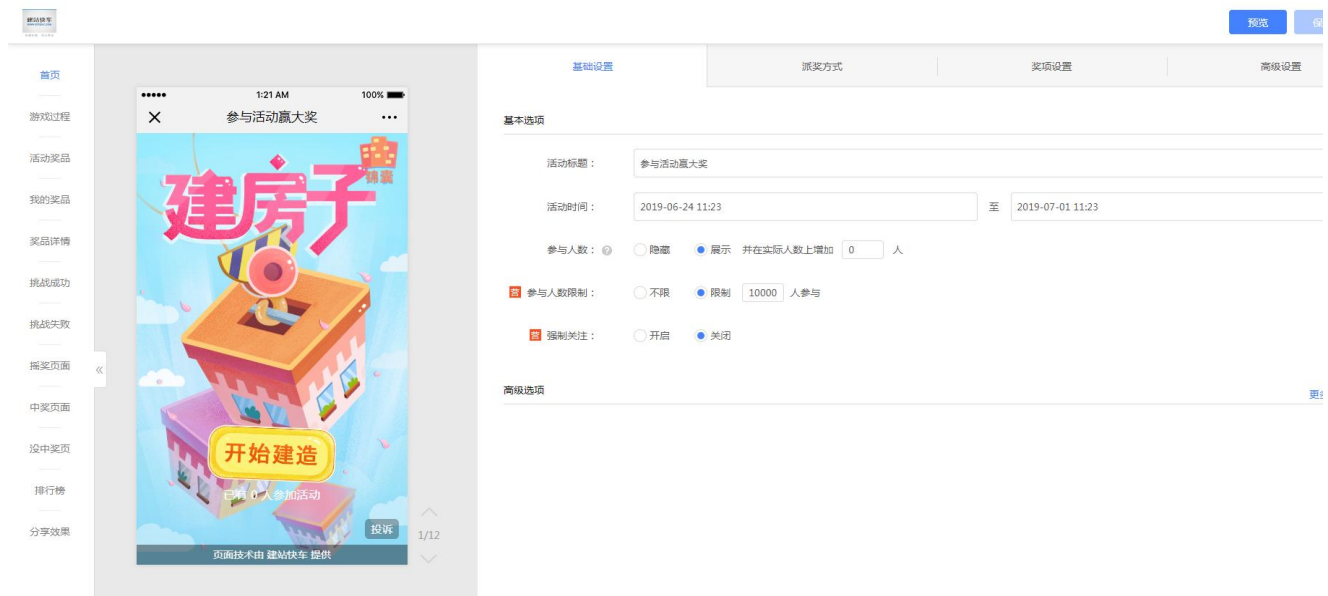 建站快车
预览
首页
游戏过程
活动奖品
我的奖品
奖品详情
挑战成功
挑战失败
摇奖页面
中奖页面
没中奖页
排行榜
分享效果
1:21 AM
100%
参与活动赢大奖
建房子
锦囊
开始建造
已有 0 人参加活动
投诉
页面技术由 建站快车 提供
1/12
基础设置
派奖方式
奖项设置
高级设置
基本选项
活动标题：
参与活动赢大奖
活动时间：
2019-06-24 11:23
至
2019-07-01 11:23
参与人数：
隐藏
展示 并在实际人数上增加 0 人
营 参与人数限制：
不限
限制 10000 人参与
营 强制关注：
开启
关闭
高级选项